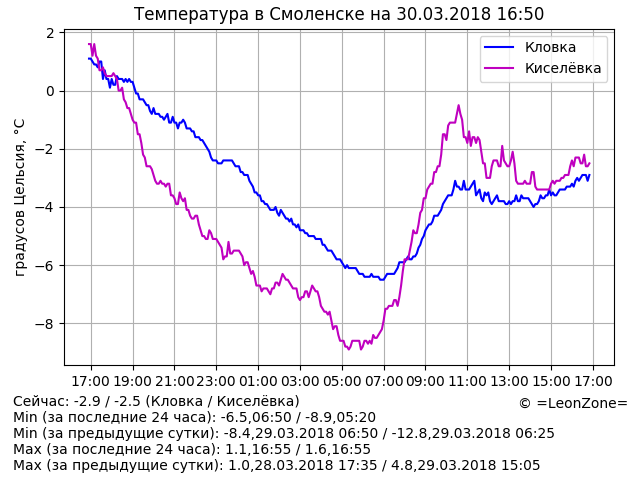 Температура в Смоленске на 30.03.2018 16:50
Кловка
Киселёвка
градусов Цельсия, °C
2
0
−2
−4
−6
−8
17:00 19:00 21:00 23:00 01:00 03:00 05:00 07:00 09:00 11:00 13:00 15:00 17:00
Сейчас: -2.9 / -2.5 (Кловка / Киселёвка)
© =LeonZone=
Min (за последние 24 часа): -6.5,06:50 / -8.9,05:20
Min (за предыдущие сутки): -8.4,29.03.2018 06:50 / -12.8,29.03.2018 06:25
Max (за последние 24 часа): 1.1,16:55 / 1.6,16:55
Max (за предыдущие сутки): 1.0,28.03.2018 17:35 / 4.8,29.03.2018 15:05